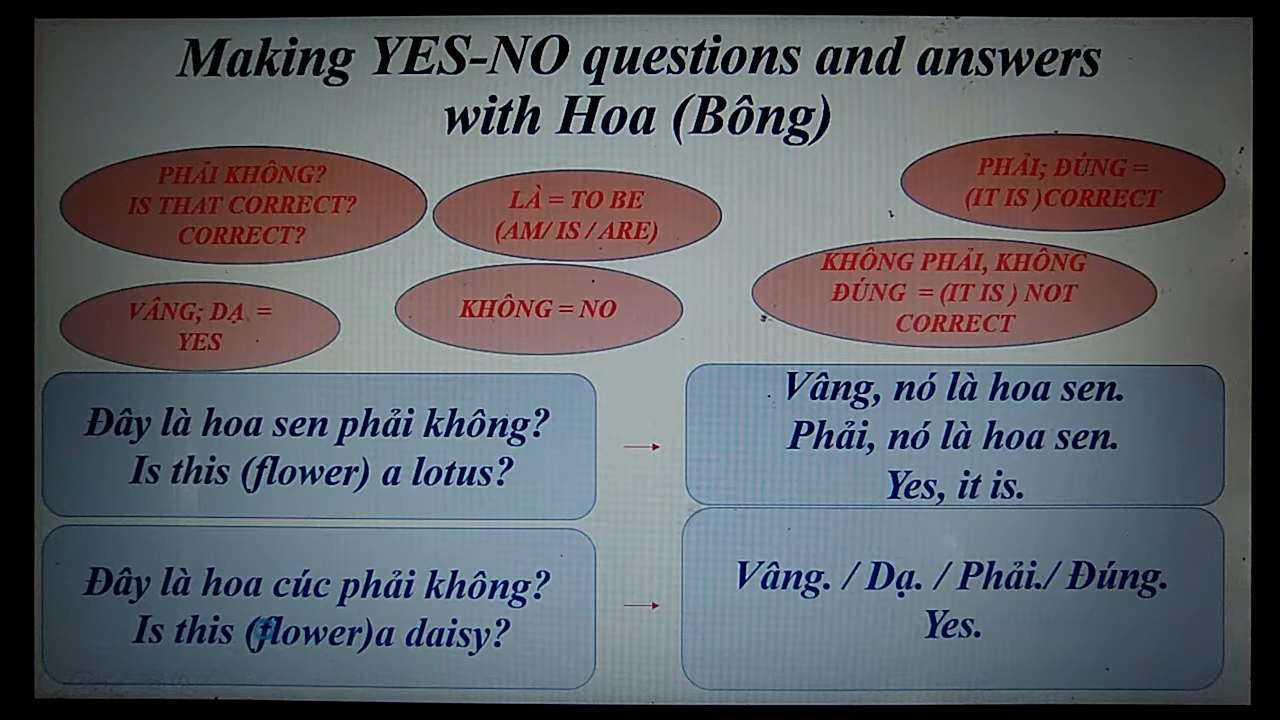 Making YES-NO questions and answers
with Hoa (Bông)
PHẢI KHÔNG?
IS THAT CORRECT?
CORRECT?
LÀ = TO BE
(AM/ IS / ARE)
PHẢI; ĐÚNG =
(IT IS )CORRECT
VÂNG; DẠ =
YES
KHÔNG = NO
KHÔNG PHẢI, KHÔNG
ĐÚNG = (IT IS ) NOT
CORRECT
Đây là hoa sen phải không?
Is this (flower) a lotus?
Vâng, nó là hoa sen.
Phải, nó là hoa sen.
Yes, it is.
Đây là hoa cúc phải không?
Is this (flower)a daisy?
Vâng. / Dạ. / Phải./ Đúng.
Yes.